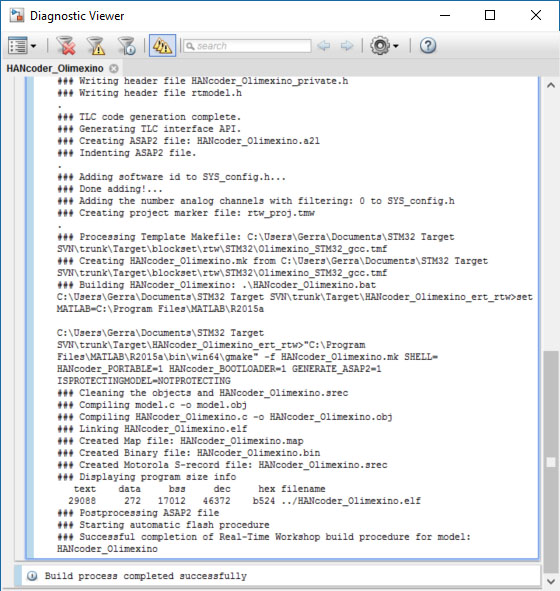 Diagnostic Viewer
search
HANcoder_Olimexino
### Writing header file HANcoder_Olimexino_private.h
### Writing header file rtmodel.h
.
### TLC code generation complete.
### Generating TLC interface API.
### Creating ASAP2 file: HANcoder_Olimexino.a2l
### Indenting ASAP2 file.
.
### Adding software id to SYS_config.h...
### Done adding!...
### Adding the number analog channels with filtering: 0 to SYS_config.h
### Creating project marker file: rtw_proj.tmw
.
### Processing Template Makefile: C:\Users\Gerra\Documents\STM32 Target
SVN\trunk\Target\blockset\rtw\STM32\Olimexino_STM32_gcc.tmf
### Creating HANcoder_Olimexino.mk from C:\Users\Gerra\Documents\STM32 Target
SVN\trunk\Target\blockset\rtw\STM32\Olimexino_STM32_gcc.tmf
### Building HANcoder_Olimexino: .\HANcoder_Olimexino.bat
C:\Users\Gerra\Documents\STM32 Target SVN\trunk\Target\HANcoder_Olimexino_ert_rtw>set
MATLAB=C:\Program Files\MATLAB\R2015a
C:\Users\Gerra\Documents\STM32 Target
SVN\trunk\Target\HANcoder_Olimexino_ert_rtw>"C:\Program
Files\MATLAB\R2015a\bin\win64\gmake" -f HANcoder_Olimexino.mk SHELL=
HANcoder_PORTABLE=1 HANcoder_BOOTLOADER=1 GENERATE_ASAP2=1
ISPROTECTINGMODEL=NOTPROTECTING
### Cleaning the objects and HANcoder_Olimexino.srec
### Compiling model.c -o model.obj
### Compiling HANcoder_Olimexino.c -o HANcoder_Olimexino.obj
### Linking HANcoder_Olimexino.elf
### Created Map file: HANcoder_Olimexino.map
### Created Binary file: HANcoder_Olimexino.bin
### Created Motorola S-record file: HANcoder_Olimexino.srec
### Displaying program size info
text data bss dec hex filename
29088 272 17012 46372 b524 ../HANcoder_Olimexino.elf
### Postprocessing ASAP2 file
### Starting automatic flash procedure
### Successful completion of Real-Time Workshop build procedure for model:
HANcoder_Olimexino
Build process completed successfully